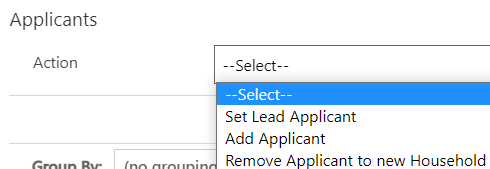 Applicants
Action
--Select--
--Select--
Set Lead Applicant
Add Applicant
Remove Applicant to new Household
Group By: (no grouping